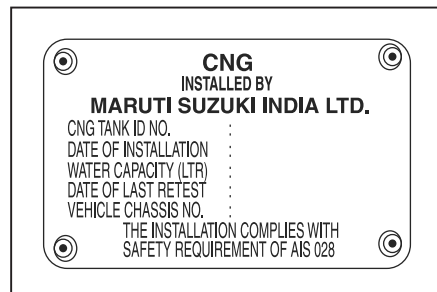 CNG
INSTALLED BY
MARUTI SUZUKI INDIA LTD.
CNG TANK ID NO. :
DATE OF INSTALLATION :
WATER CAPACITY (LTR) :
DATE OF LAST RETEST :
VEHICLE CHASSIS NO. :
THE INSTALLATION COMPLIES WITH
SAFETY REQUIREMENT OF AIS 028